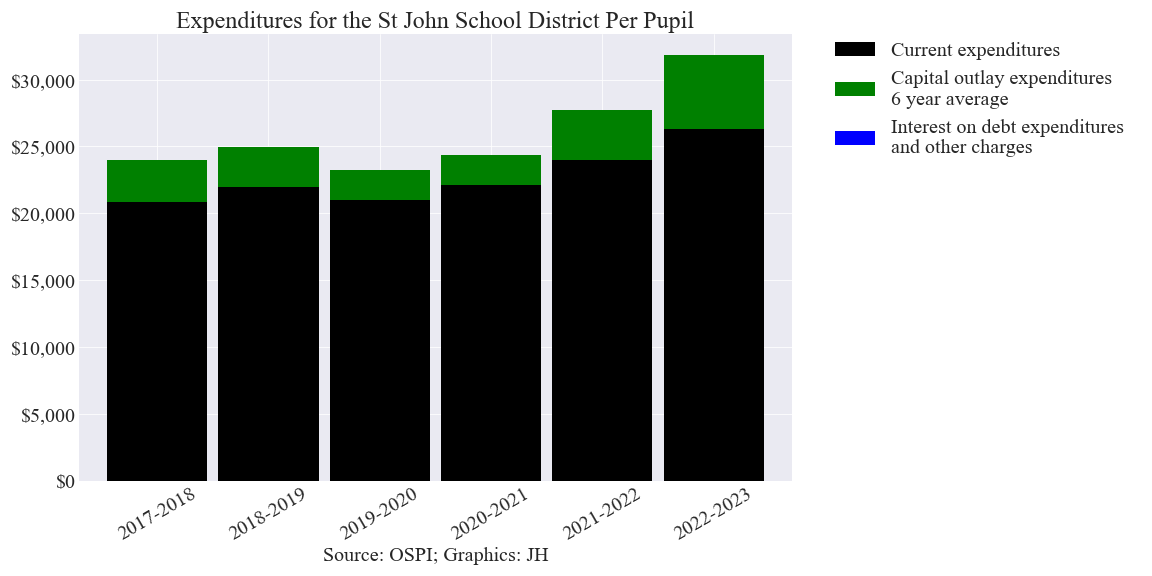 Expenditures for the St John School District Per Pupil
Current expenditures
Capital outlay expenditures
6 year average
Interest on debt expenditures
and other charges
$30,000
$25,000
$20,000
$15,000
$10,000
$5,000
$0
2017-2018
2018-2019
2019-2020
2020-2021
2021-2022
2022-2023
Source: OSPI; Graphics: JH